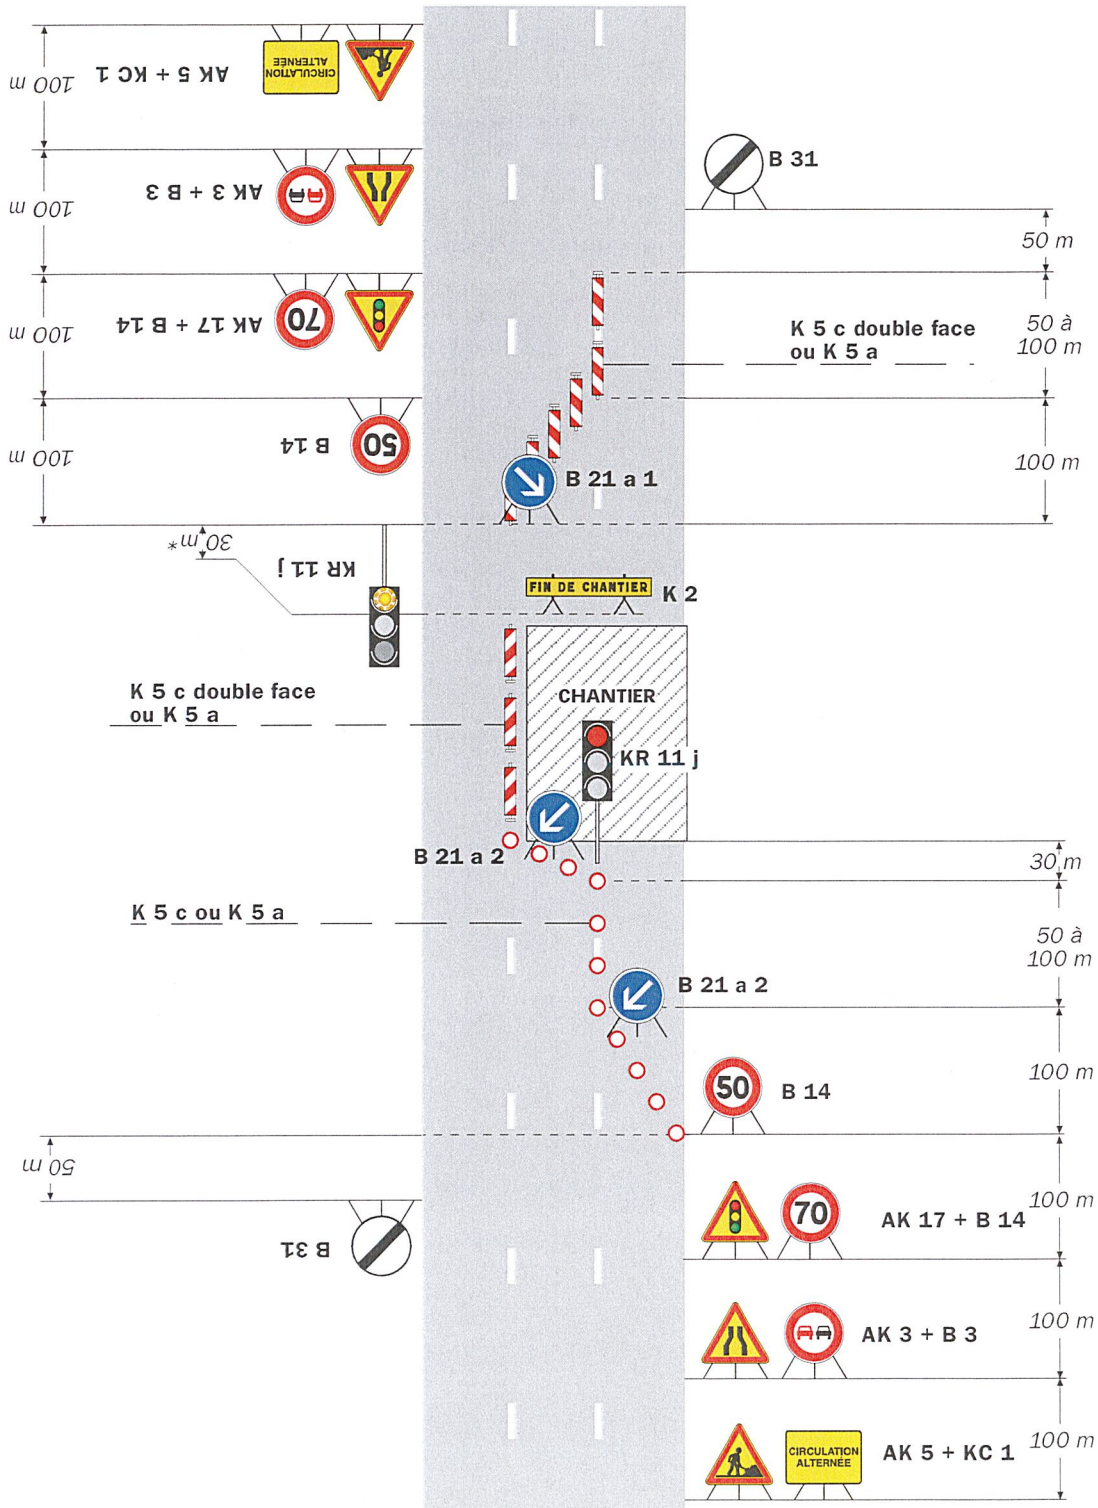 AK 5 + KC 1
CIRCULATION
ALTERNÉE
100 m
AK 3 + B 3
100 m
B 31
50 m
AK 17 + B 14
70
100 m
K 5 c double face
ou K 5 a
50 à
100 m
B 14
50
100 m
B 21 a 1
100 m
30 m*
KR 11 j
FIN DE CHANTIER
K 2
K 5 c double face
ou K 5 a
CHANTIER
KR 11 j
B 21 a 2
30 m
K 5 c ou K 5 a
50 à
100 m
B 21 a 2
50
B 14
100 m
50 m
B 31
70
AK 17 + B 14
100 m
AK 3 + B 3
100 m
CIRCULATION
ALTERNÉE
AK 5 + KC 1
100 m